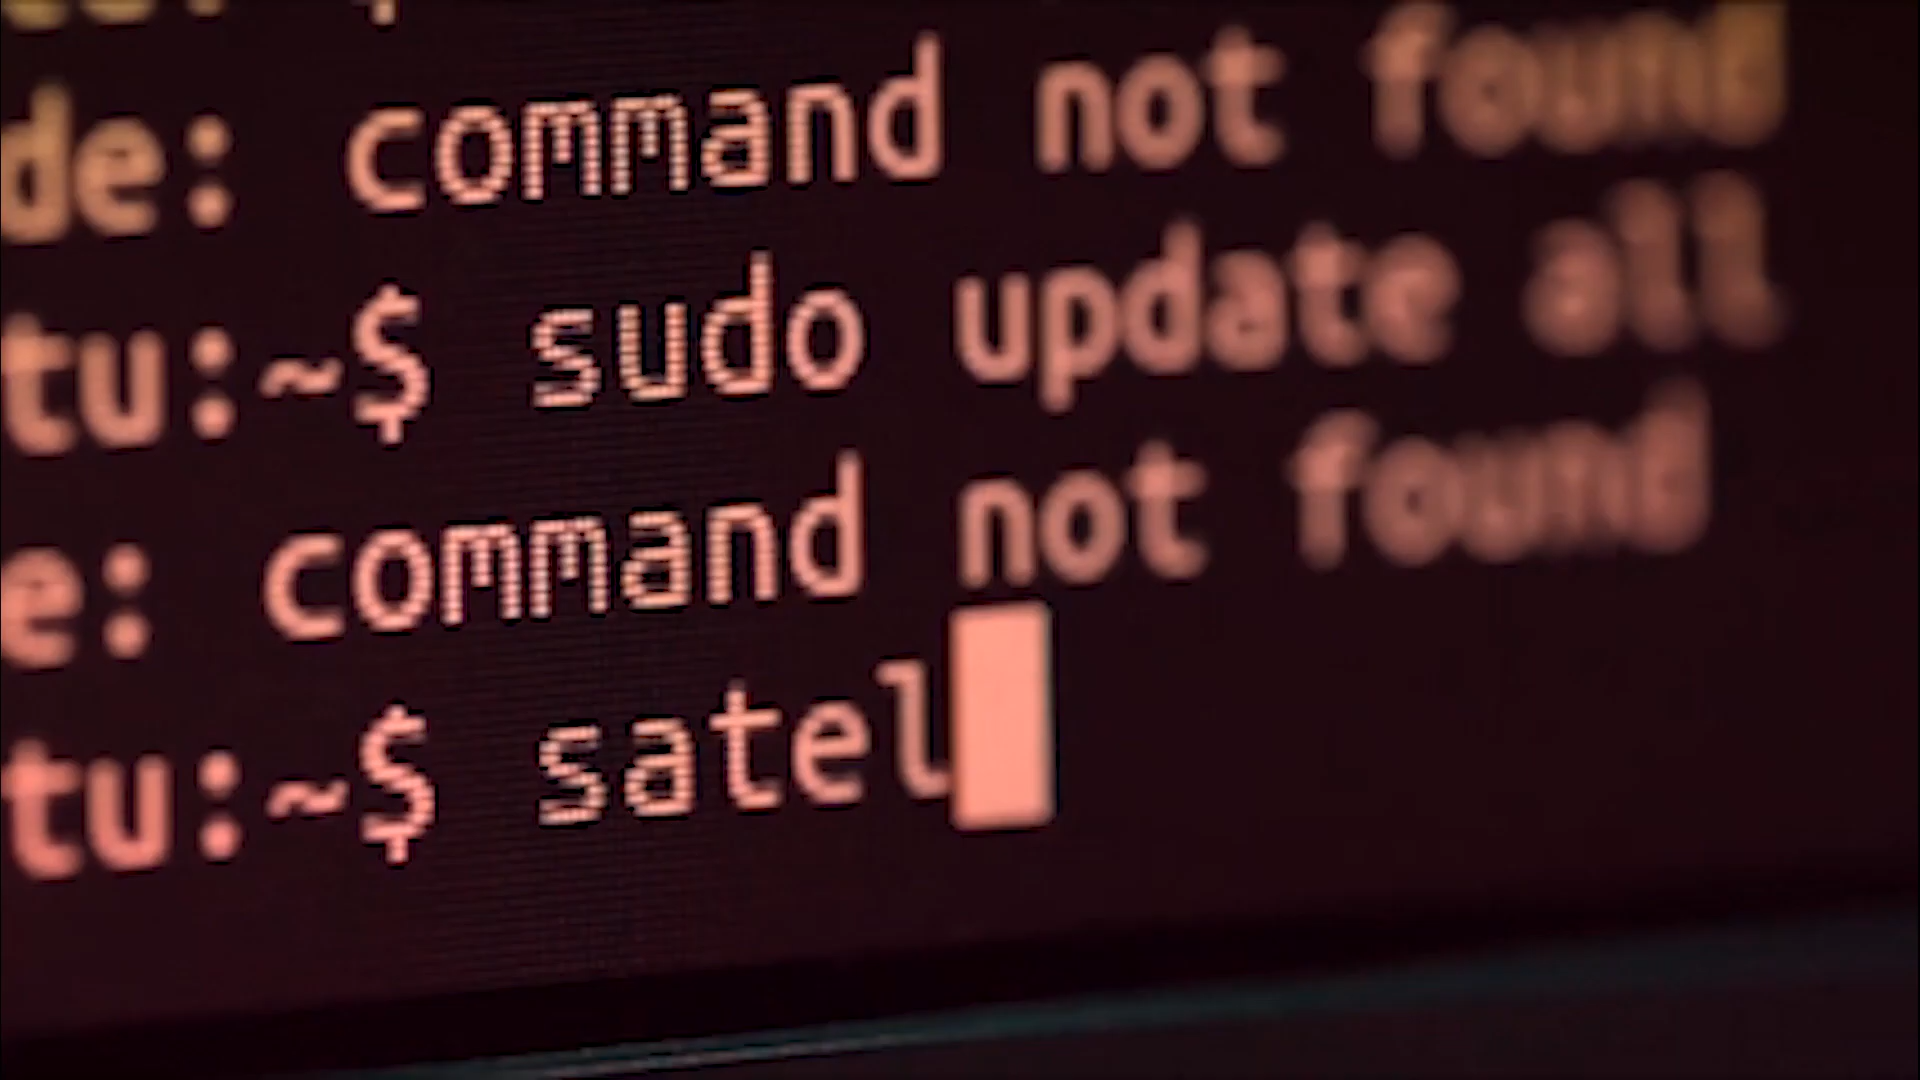 de: command not found
tu:~$ sudo update all
e: command not found
tu:~$ satel